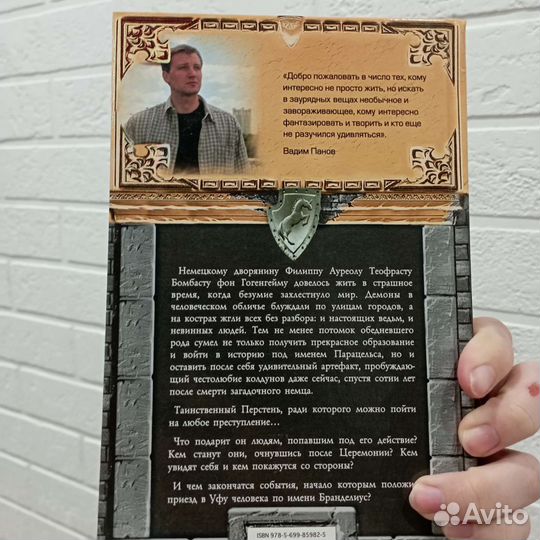 «Добро пожаловать в число тех, кому
интересно не просто жить, но искать
в заурядных вещах необычное и
завораживающее, кому интересно
фантазировать и творить и кто еще
не разучился удивляться».
Вадим Панов
Немецкому дворянину Филиппу Ауреолу Теофрасту
Бомбасту фон Гогенгейму довелось жить в страшное
время, когда безумие захлестнуло мир. Демоны в
человеческом обличье блуждали по улицам городов, а
на кострах жгли всех без разбора: и настоящих ведьм, и
невинных людей. Тем не менее потомок обедневшего
рода сумел не только получить прекрасное образование
и войти в историю под именем Парацельса, но и
оставить после себя удивительный артефакт, пробуждаю-
щий честолюбие колдунов даже сейчас, спустя сотни лет
после смерти загадочного немца.
Таинственный Перстень, ради которого можно пойти
на любое преступление...
Что подарит он людям, попавшим под его действие?
Кем станут они, очнувшись после Церемонии? Кем
увидят себя и кем покажутся со стороны?
И чем закончатся события, начало которым положил
приезд в Уфу человека по имени Бранделиус?
ISBN 978-5-699-85982-5
Avito